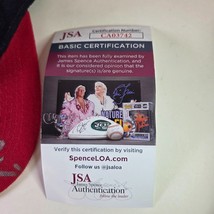 JSA
CERTIFICATION NO.
CA03742
BASIC CERTIFICATION
This item has been fully examined by
James Spence Authentication, and
it is our considered opinion that the
signature(s) is/are genuine.
Verify this certification by visiting
SpenceLOA.com
Follow us @jsaloa
JSA
Authentication